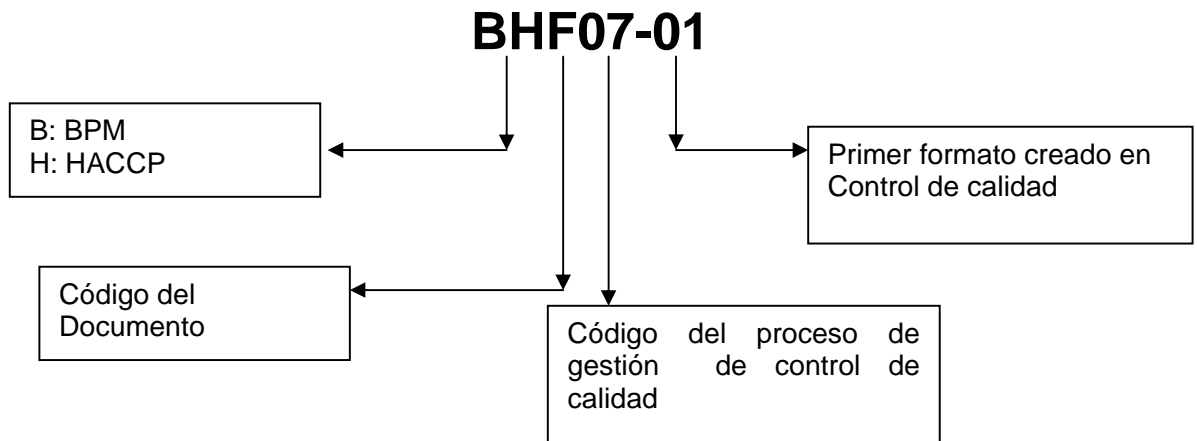 BHF07-01
B: BPM
H: HACCP
Primer formato creado en
Control de calidad
Código del
Documento
Código del proceso de
gestión de control de
calidad